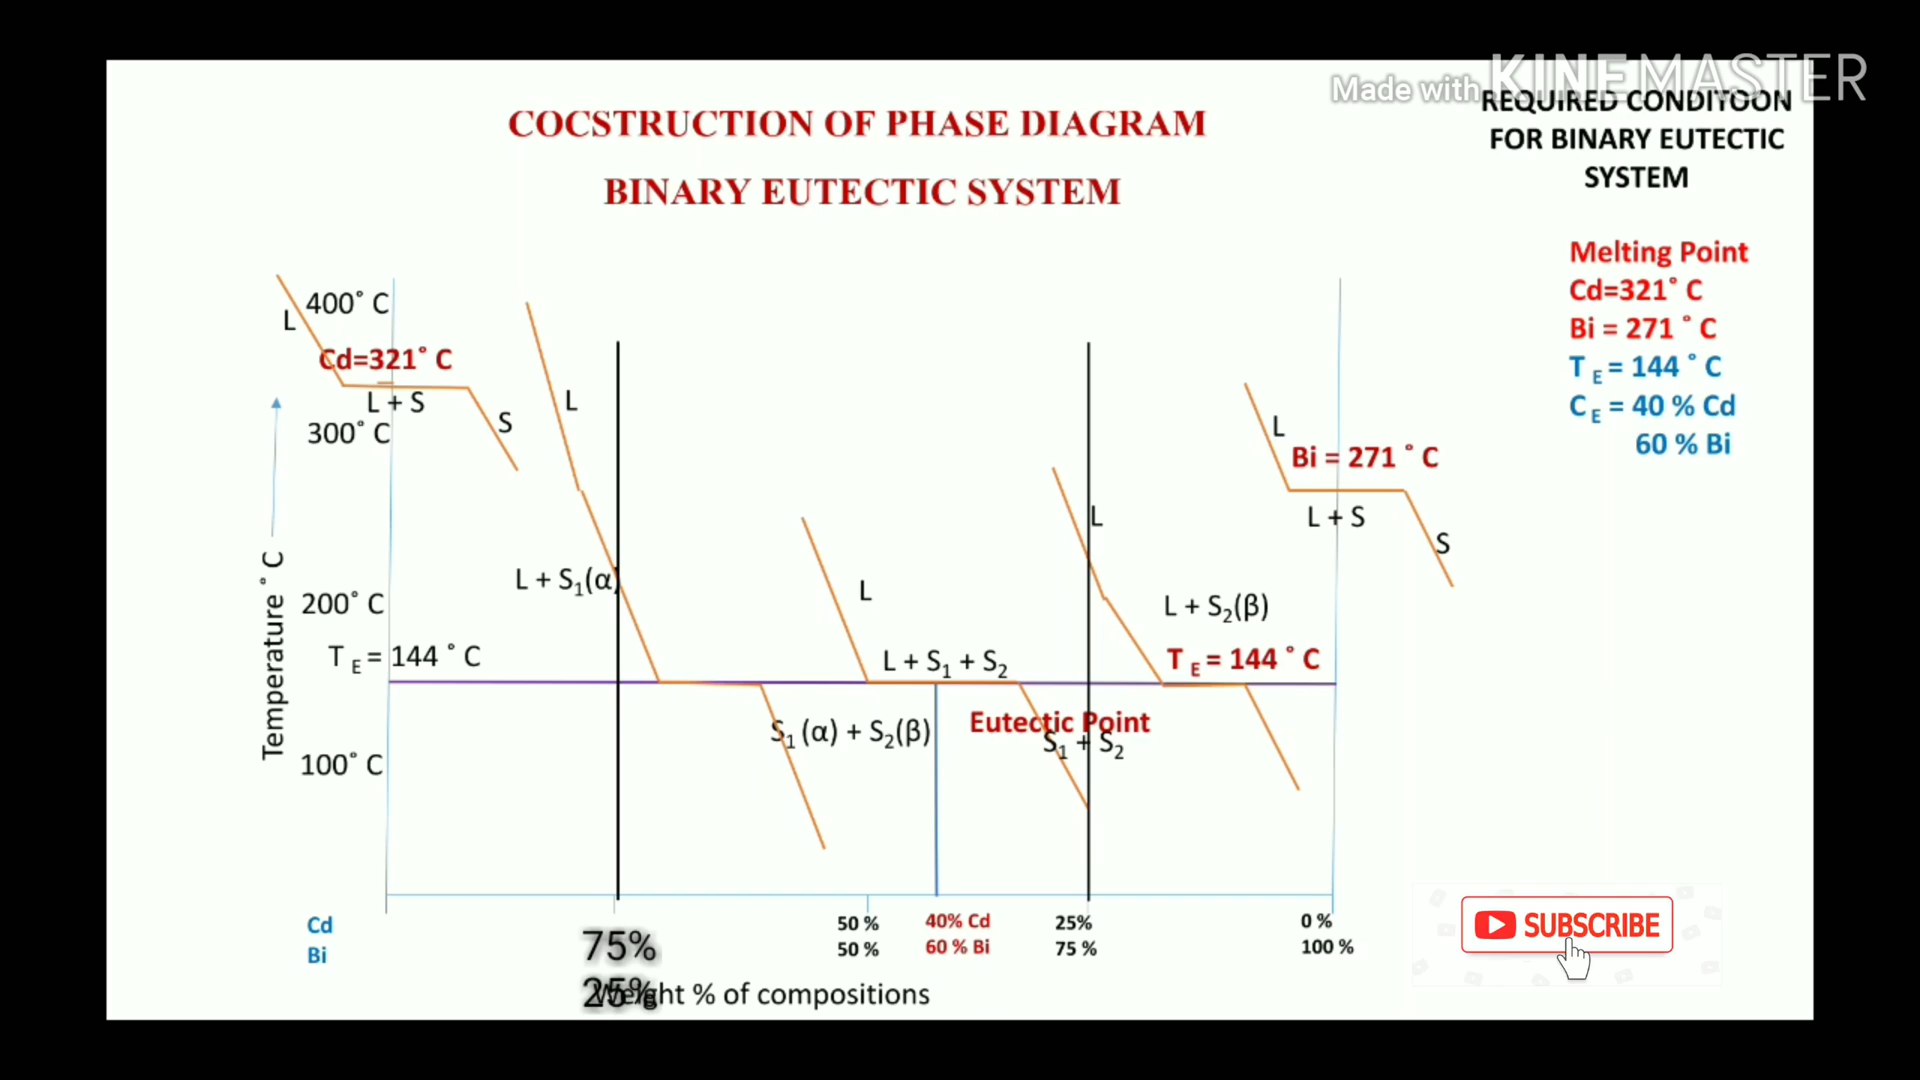 Made with KINEMASTER
REQUIRED CONDITOON
FOR BINARY EUTECTIC
SYSTEM
COCSTRUCTION OF PHASE DIAGRAM
BINARY EUTECTIC SYSTEM
Melting Point
Cd=321° C
Bi = 271 ° C
T E = 144 ° C
C E = 40 % Cd
60 % Bi
400° C
L
Cd=321° C
L + S
S
300° C
L
L
Bi = 271 ° C
L + S
S
L
L + S₁(α)
L
L + S₂(β)
200° C
T E = 144 ° C
L + S₁ + S₂
T E = 144 ° C
S₁ (α) + S₂(β)
Eutectic Point
S₁ + S₂
100° C
Temperature ° C
Cd
50 %
40% Cd
25%
0 %
Bi
75%
50 %
60 % Bi
75 %
100 %
25%
Weight % of compositions
SUBSCRIBE